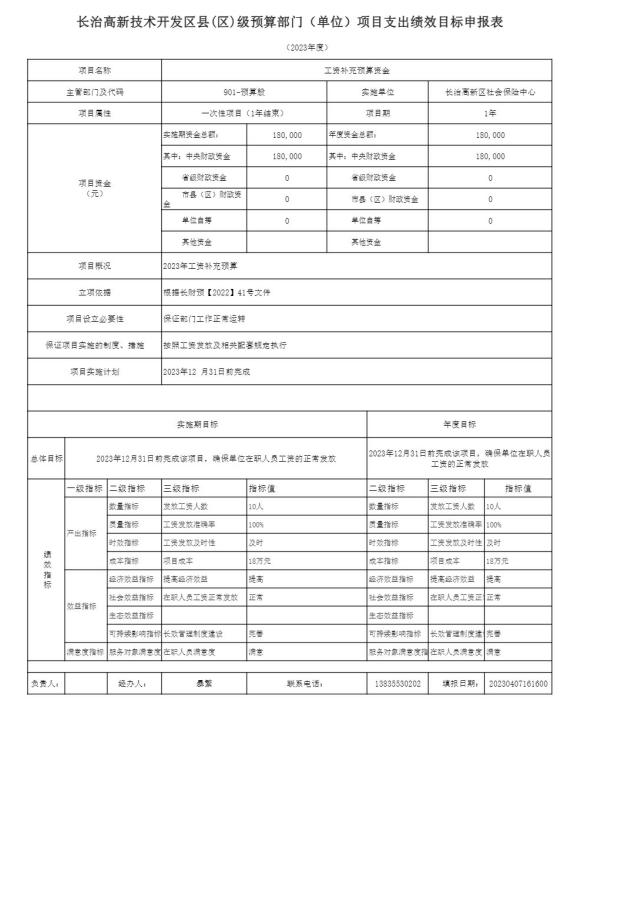 长治高新技术开发区县(区)级预算部门（单位）项目支出绩效目标申报表
（2023年度）
项目名称 工资补充预算资金
主管部门及代码 901-预算股 实施单位 长治高新区社会保险中心
项目属性 一次性项目（1年结束） 项目期 1年
项目资金
（元）
实施期资金总额： 180,000 年度资金总额： 180,000
其中：中央财政资金 180,000 其中：中央财政资金 180,000
省级财政资金 0 省级财政资金 0
市县（区）财政资金 0 市县（区）财政资金 0
单位自筹 0 单位自筹 0
其他资金 其他资金
项目概况 2023年工资补充预算
立项依据 根据长财预【2022】41号文件
项目设立必要性 保证部门工作正常运转
保证项目实施的制度、措施 按照工资发放及相关配套规定执行
项目实施计划 2023年12 月31日前完成
实施期目标 年度目标
总体目标 2023年12月31日前完成该项目，确保单位在职人员工资的正常发放 2023年12月31日前完成该项目，确保单位在职人员工资的正常发放
绩效指标
一级指标 二级指标 三级指标 指标值 二级指标 三级指标 指标值
产出指标
数量指标 发放工资人数 10人 数量指标 发放工资人数 10人
质量指标 工资发放准确率 100% 质量指标 工资发放准确率 100%
时效指标 工资发放及时性 及时 时效指标 工资发放及时性 及时
成本指标 项目成本 18万元 成本指标 项目成本 18万元
效益指标
经济效益指标 提高经济效益 提高 经济效益指标 提高经济效益 提高
社会效益指标 在职人员工资正常发放 正常 社会效益指标 在职人员工资正 正常
生态效益指标 生态效益指标
可持续影响指标 长效管理制度建设 完善 可持续影响指标 长效管理制度建 完善
满意度指标 服务对象满意度 在职人员满意度 满意 服务对象满意度指 在职人员满意度 满意
负责人： 经办人： 暴繁 联系电话： 13835530202 填报日期： 20230407161600